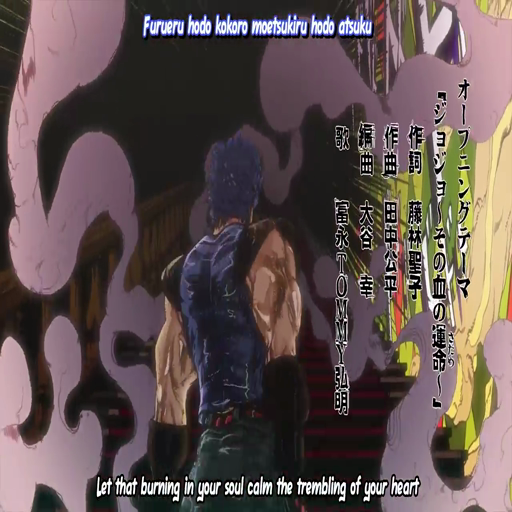 Furueru hodo kokoro moetsukiru hodo atsuku
オープニングテーマ
『ジョジョ～その血の運命～』
さだめ
作詞 藤林聖子
作曲 田中公平
編曲 大谷 幸
歌 富永TOMMY弘明
Let that burning in your soul calm the trembling of your heart